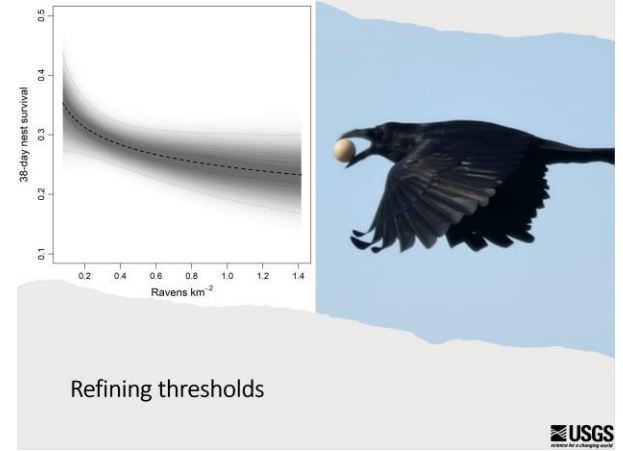 38-day nest survival
0.5
0.4
0.3
0.2
0.1
0.2 0.4 0.6 0.8 1.0 1.2 1.4
Ravens km⁻²
Refining thresholds
USGS
science for a changing world